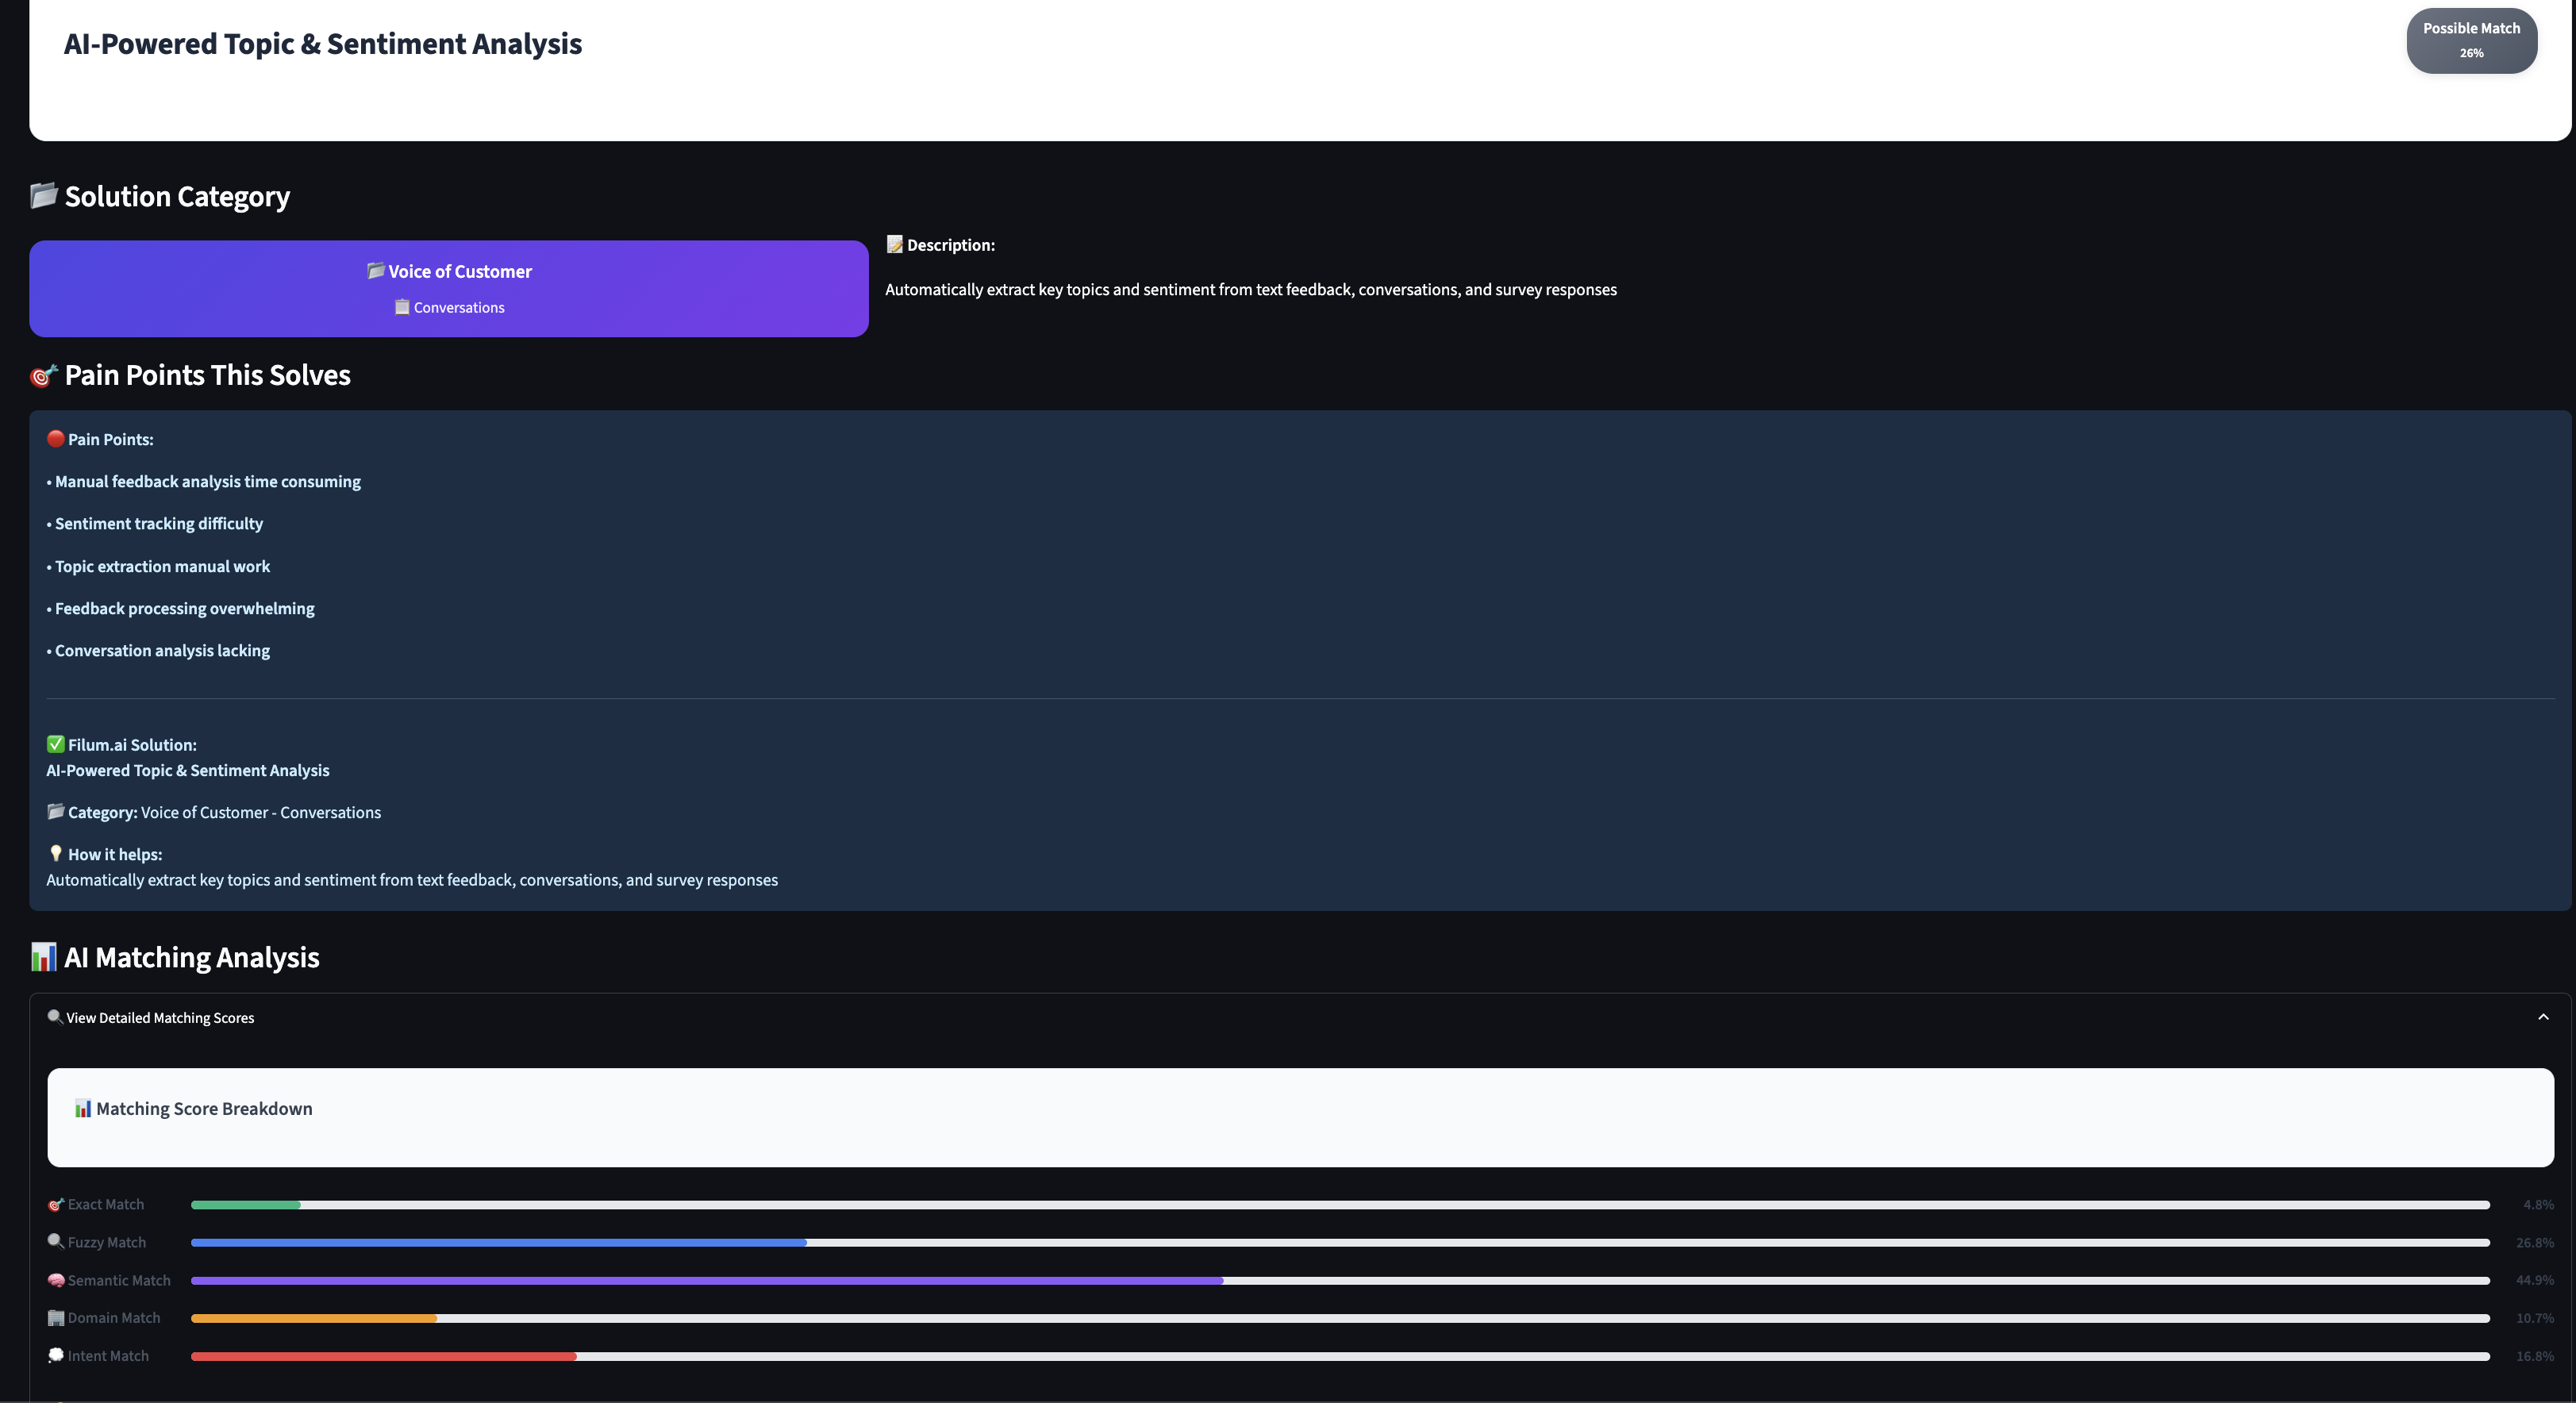 AI-Powered Topic & Sentiment Analysis
Possible Match
26%
Solution Category
Voice of Customer
Conversations
Description:
Automatically extract key topics and sentiment from text feedback, conversations, and survey responses
Pain Points This Solves
Pain Points:
• Manual feedback analysis time consuming
• Sentiment tracking difficulty
• Topic extraction manual work
• Feedback processing overwhelming
• Conversation analysis lacking
Filum.ai Solution:
AI-Powered Topic & Sentiment Analysis
Category: Voice of Customer - Conversations
How it helps:
Automatically extract key topics and sentiment from text feedback, conversations, and survey responses
AI Matching Analysis
View Detailed Matching Scores
Matching Score Breakdown
Exact Match 4.8%
Fuzzy Match 26.8%
Semantic Match 44.9%
Domain Match 10.7%
Intent Match 16.8%